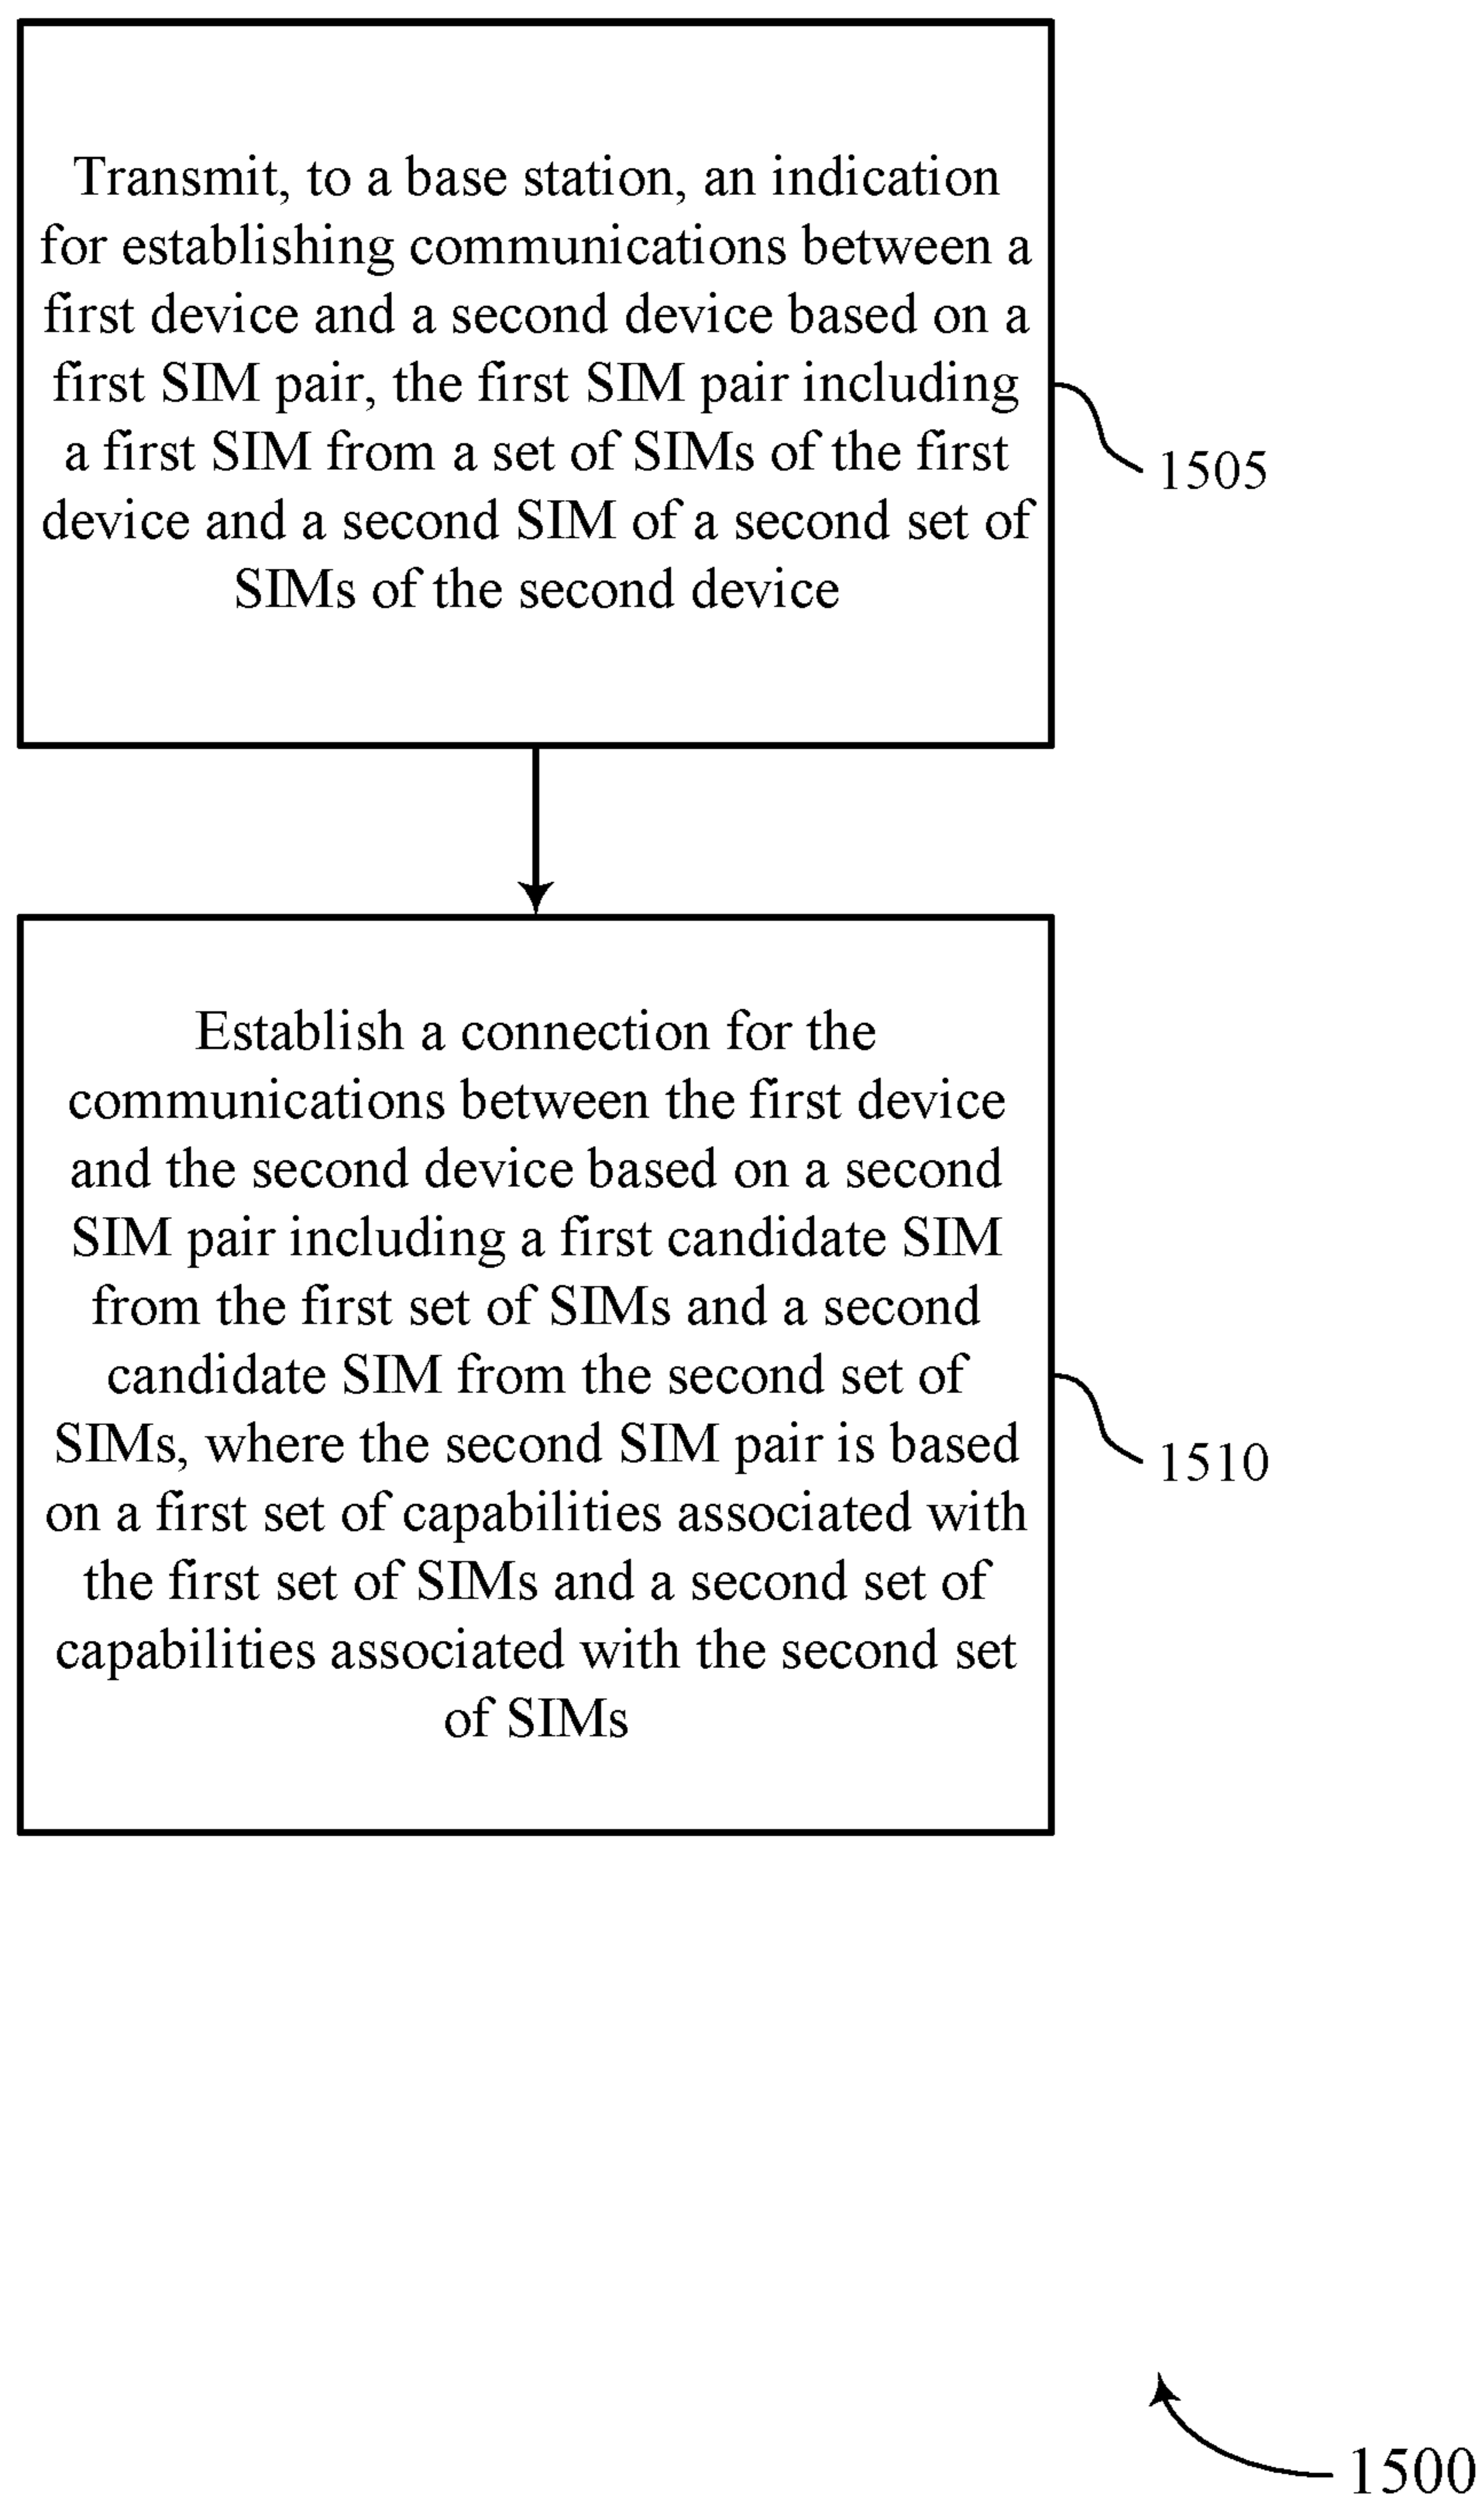 Transmit, to a base station, an indication
for establishing communications between a
first device and a second device based on a
first SIM pair, the first SIM pair including
a first SIM from a set of SIMs of the first
device and a second SIM of a second set of
SIMs of the second device
1505
Establish a connection for the
communications between the first device
and the second device based on a second
SIM pair including a first candidate SIM
from the first set of SIMs and a second
candidate SIM from the second set of
SIMs, where the second SIM pair is based
on a first set of capabilities associated with
the first set of SIMs and a second set of
capabilities associated with the second set
of SIMs
1510
1500